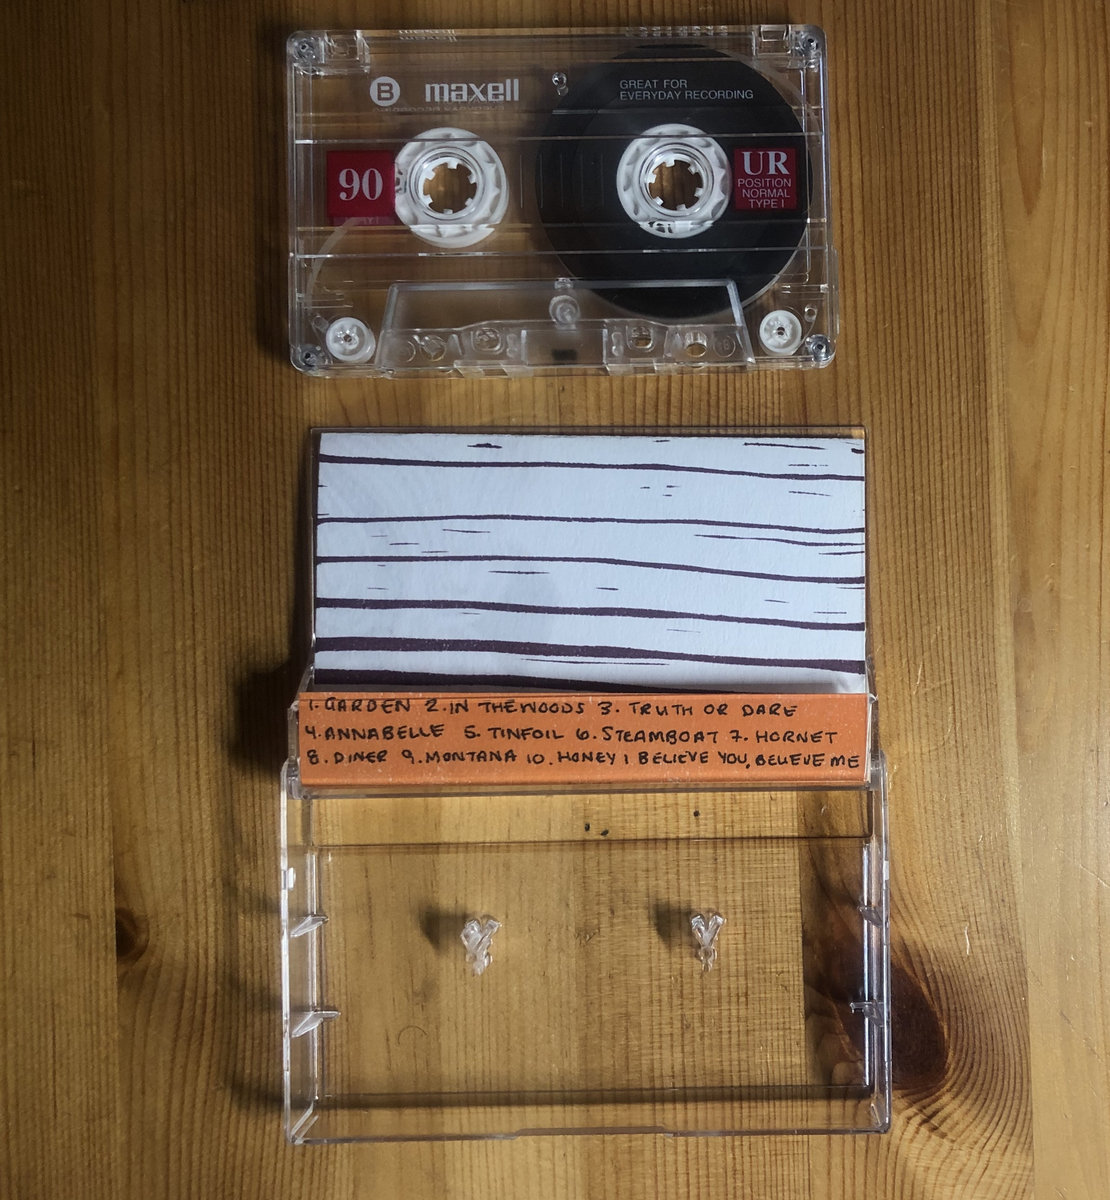 B maxell
GREAT FOR
EVERYDAY RECORDING
90
UR
POSITION
NORMAL
TYPE I
1. GARDEN 2. IN THE WOODS 3. TRUTH OR DARE
4. ANNABELLE 5. TINFOIL 6. STEAMBOAT 7. HORNET
8. DINER 9. MONTANA 10. HONEY I BELIEVE YOU, BELIEVE ME